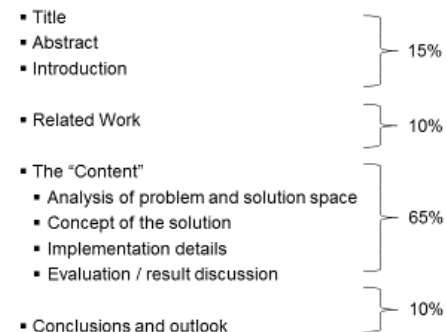 ▪ Title
▪ Abstract
▪ Introduction
15%
▪ Related Work
10%
▪ The “Content”
▪ Analysis of problem and solution space
▪ Concept of the solution
▪ Implementation details
▪ Evaluation / result discussion
65%
▪ Conclusions and outlook
10%